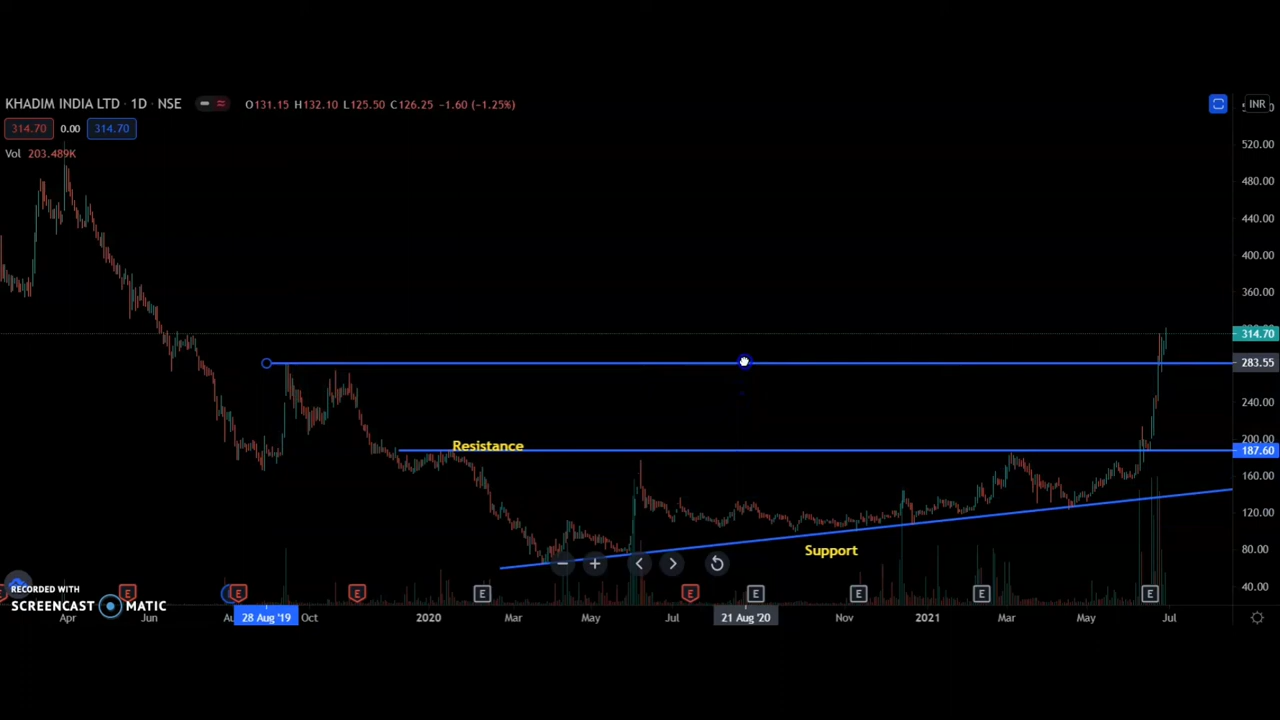 KHADIM INDIA LTD · 1D · NSE O131.15 H132.10 L125.50 C126.25 −1.60 (−1.25%)
INR
314.70 0.00 314.70
Vol 203.489K
520.00
480.00
440.00
400.00
360.00
314.70
283.55
240.00
200.00
Resistance
187.60
160.00
120.00
Support
80.00
40.00
E E E E E E E E E
RECORDED WITH
SCREENCAST MATIC
Apr Jun 28 Aug '19 Oct 2020 Mar May Jul 21 Aug '20 Nov 2021 Mar May Jul